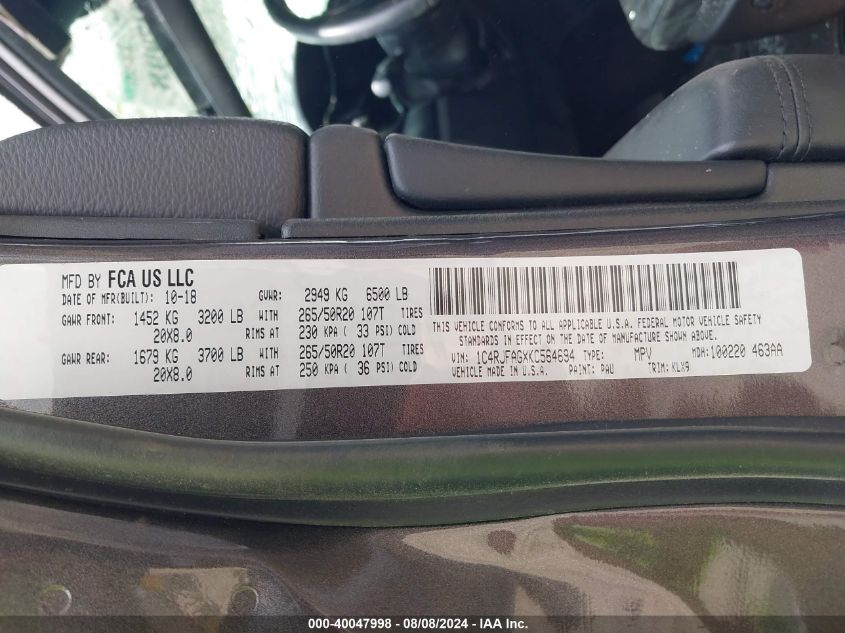 MFD BY FCA US LLC
DATE OF MFR(BUILT): 10-18 GVWR: 2949 KG 6500 LB
GAWR FRONT: 1452 KG 3200 LB WITH 265/50R20 107T TIRES
20X8.0 RIMS AT 230 KPA ( 33 PSI) COLD
GAWR REAR: 1679 KG 3700 LB WITH 265/50R20 107T TIRES
20X8.0 RIMS AT 250 KPA ( 36 PSI) COLD
THIS VEHICLE CONFORMS TO ALL APPLICABLE U.S.A. FEDERAL MOTOR VEHICLE SAFETY
STANDARDS IN EFFECT ON THE DATE OF MANUFACTURE SHOWN ABOVE.
VIN: 1C4RJFAGXKC564694 TYPE: MPV MDH: 100220 463AA
VEHICLE MADE IN U.S.A. PAINT: PAU TRIM: KLX9
000-40047998 - 08/08/2024 - IAAI.com